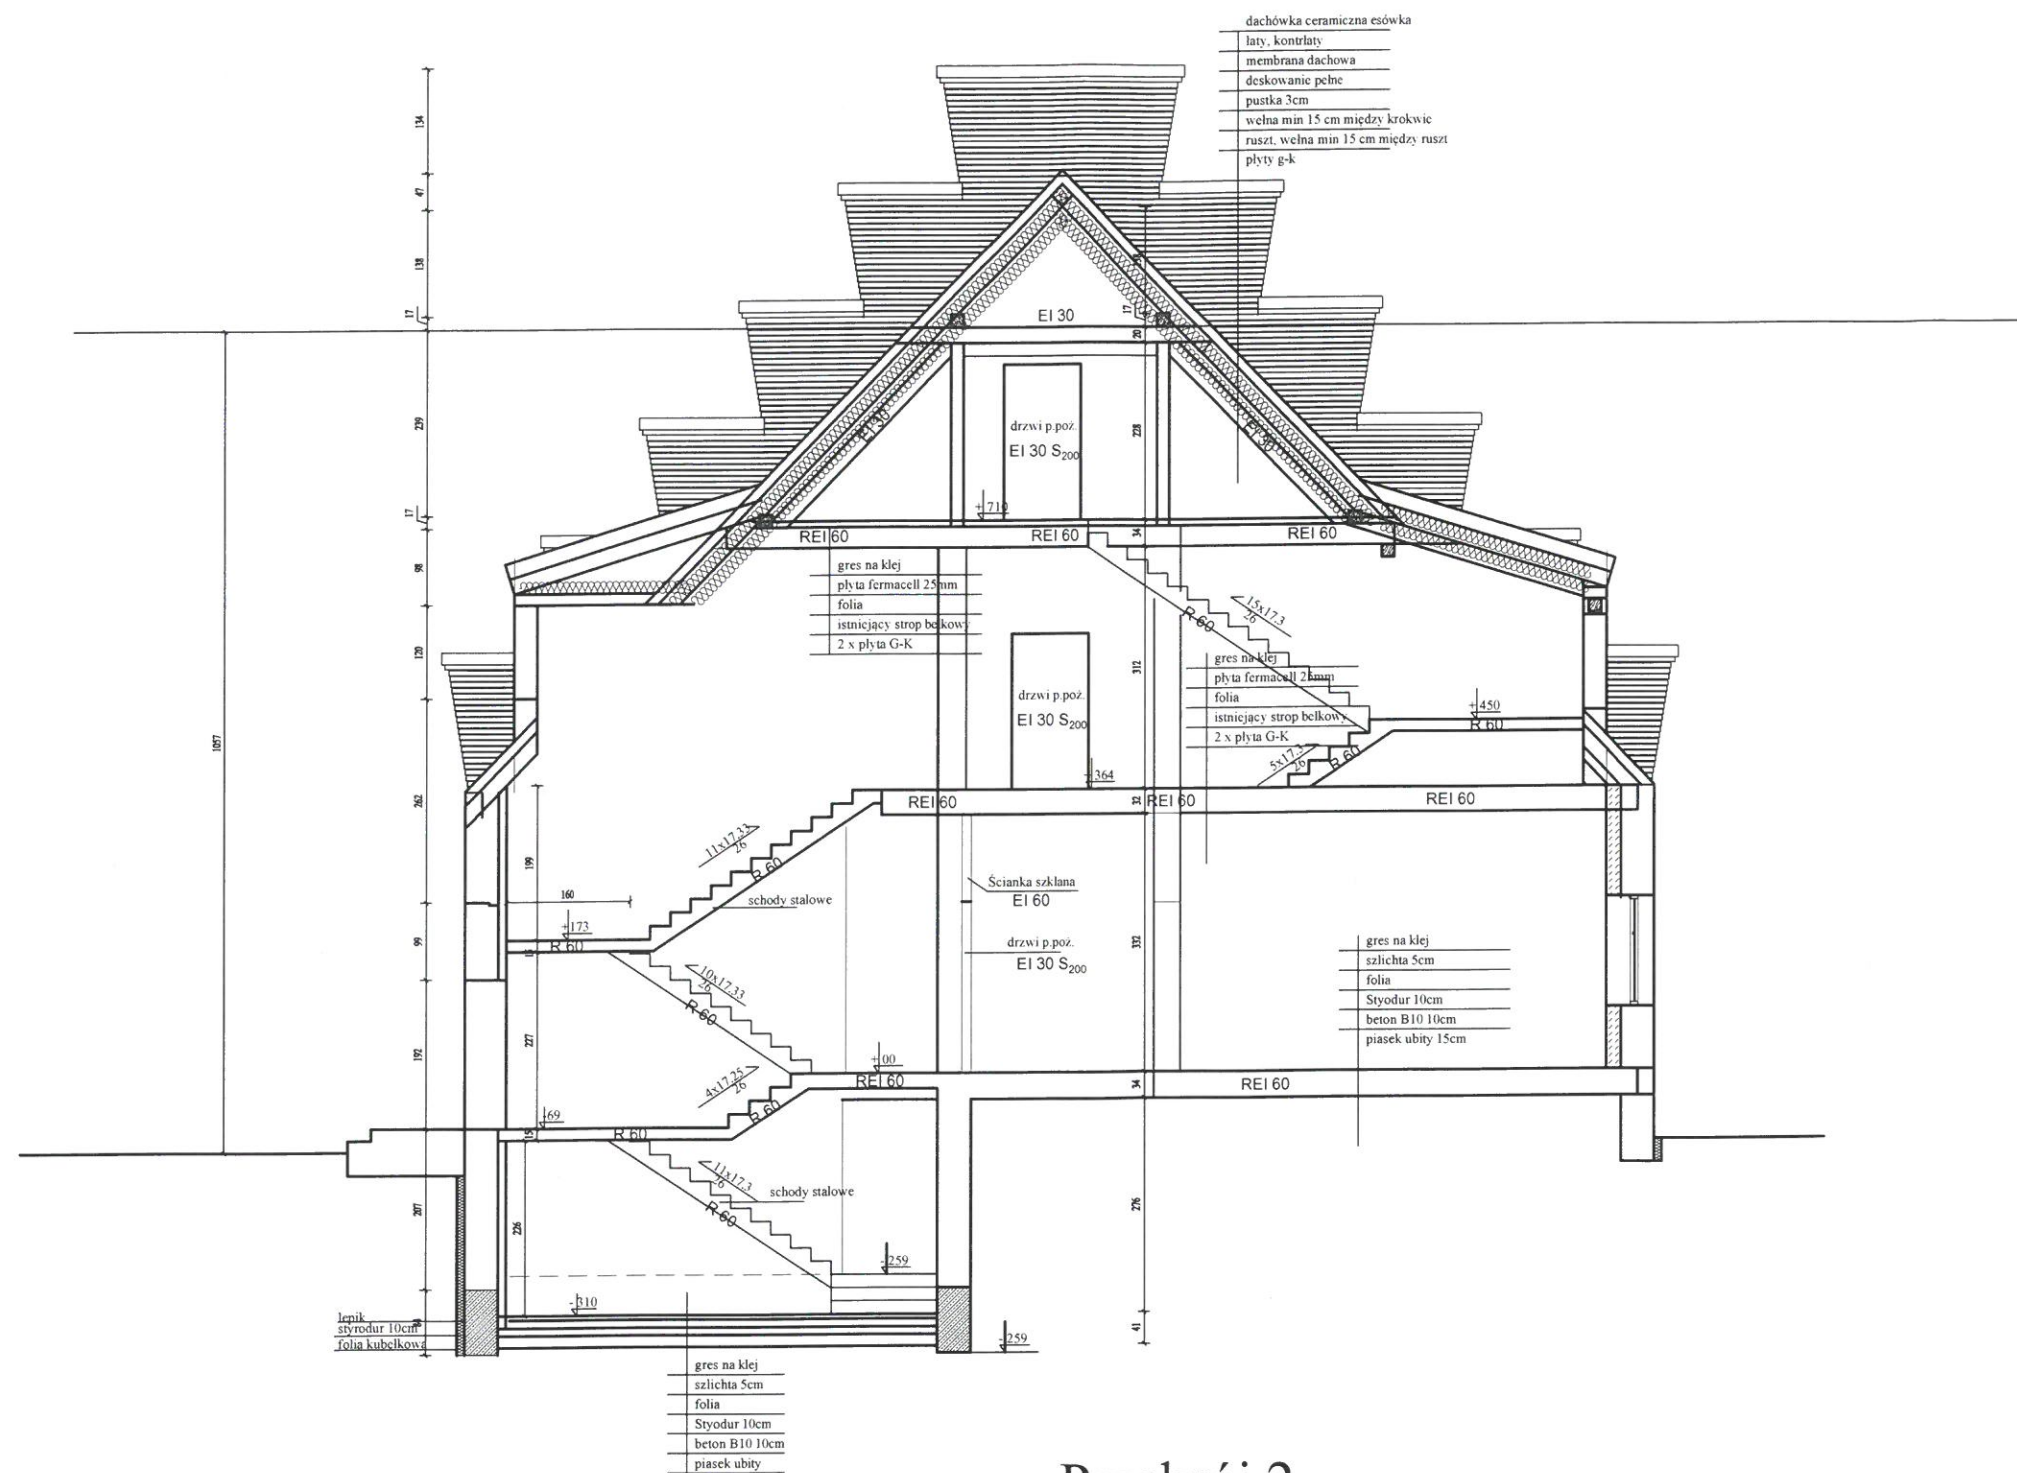 dachówka ceramiczna esówka
łaty, kontrłaty
membrana dachowa
deskowanie pełne
pustka 3cm
wełna min 15 cm między krokwie
ruszt, wełna min 15 cm między ruszt
płyty g-k
134
47
138
17
239
17
98
120
262
99
192
207
1057
EI 30
17
20
drzwi p.poż.
EI 30 S200
228
EI 30
EI 30
+ 710
REI 60
REI 60
34
REI 60
gres na klej
płyta fermacell 25mm
folia
istniejący strop belkowy
2 x płyta G-K
15x17.3
26
R 60
312
gres na klej
płyta fermacell 25mm
folia
istniejący strop belkowy
2 x płyta G-K
drzwi p.poż.
EI 30 S200
+ 450
R 60
5x17.3
26
R 60
364
REI 60
32
REI 60
REI 60
11x17.33
26
R 60
199
160
schody stalowe
Ścianka szklana
EI 60
+ 173
R 60
15
drzwi p.poż.
EI 30 S200
332
gres na klej
szlichta 5cm
folia
Styodur 10cm
beton B10 10cm
piasek ubity 15cm
10x17.33
26
R 60
227
+ 00
REI 60
34
REI 60
4x17.25
26
R 60
-69
R 60
15
11x17.3
26
R 60
schody stalowe
226
276
-259
- 310
41
- 259
lepik
styrodur 10cm
folia kubełkowa
gres na klej
szlichta 5cm
folia
Styodur 10cm
beton B10 10cm
piasek ubity